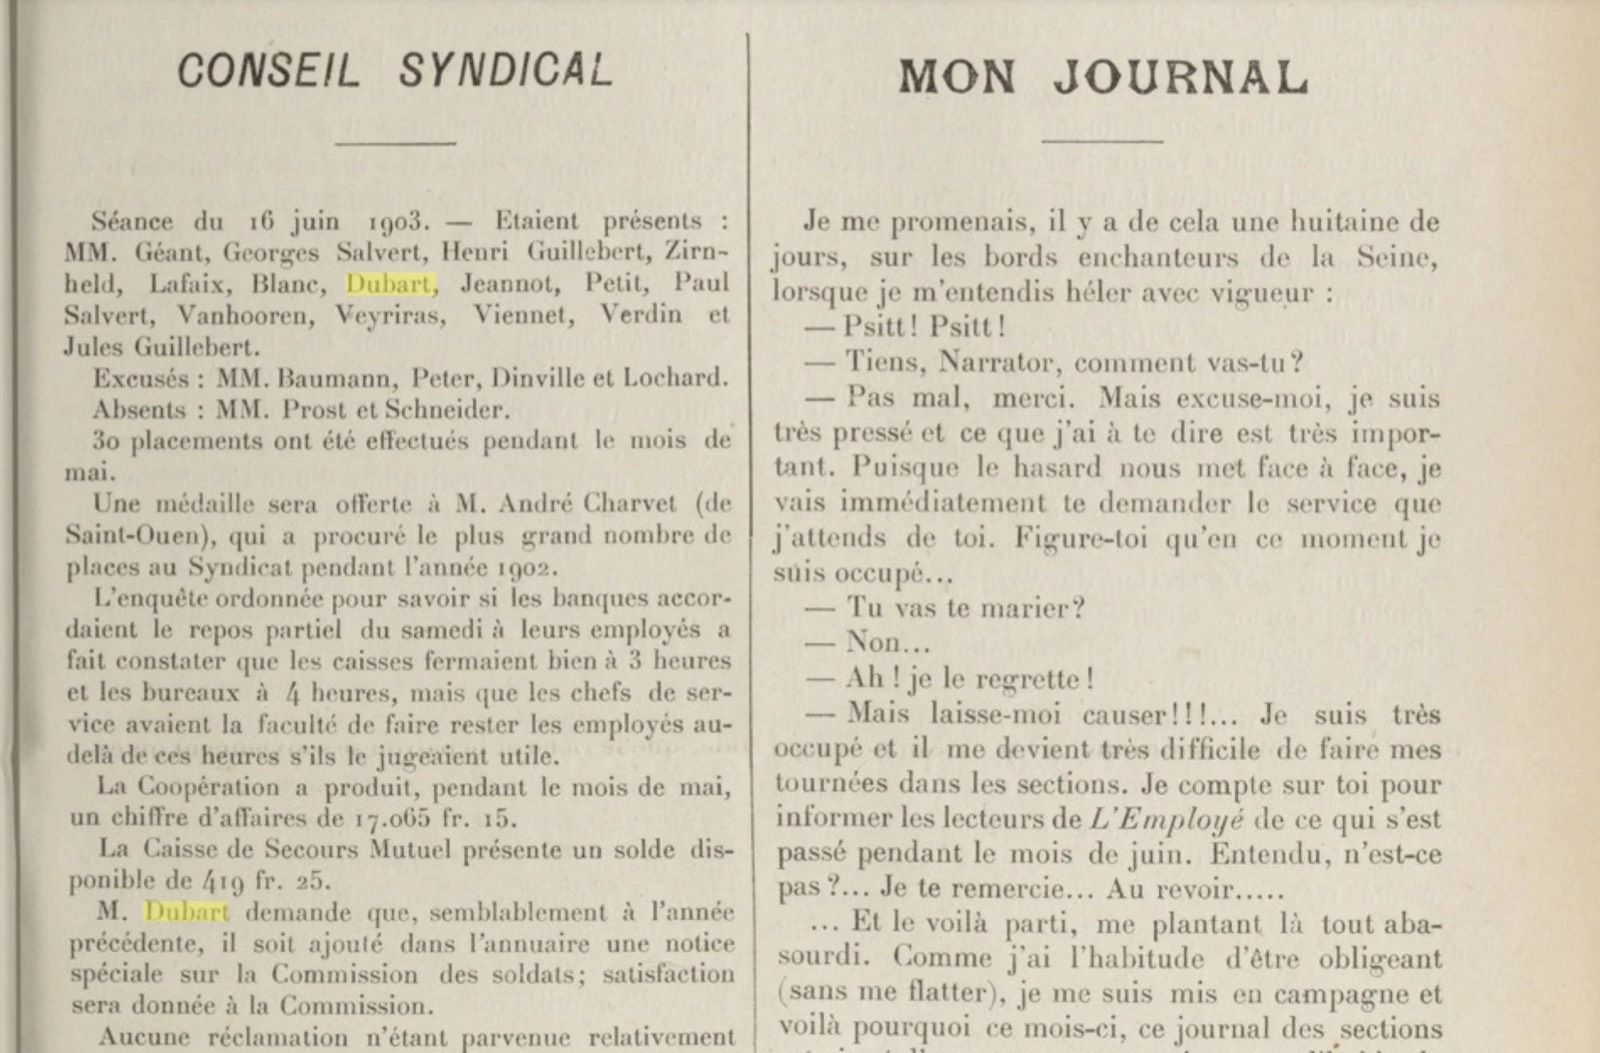 CONSEIL SYNDICAL
Séance du 16 juin 1903. — Etaient présents :
MM. Géant, Georges Salvert, Henri Guillebert, Zirn-
held, Lafaix, Blanc, Dubart, Jeannot, Petit, Paul
Salvert, Vanhooren, Veyriras, Viennet, Verdin et
Jules Guillebert.
Excusés : MM. Baumann, Peter, Dinville et Lochard.
Absents : MM. Prost et Schneider.
30 placements ont été effectués pendant le mois de
mai.
Une médaille sera offerte à M. André Charvet (de
Saint-Ouen), qui a procuré le plus grand nombre de
places au Syndicat pendant l'année 1902.
L'enquête ordonnée pour savoir si les banques accor-
daient le repos partiel du samedi à leurs employés a
fait constater que les caisses fermaient bien à 3 heures
et les bureaux à 4 heures, mais que les chefs de ser-
vice avaient la faculté de faire rester les employés au-
delà de ces heures s'ils le jugeaient utile.
La Coopération a produit, pendant le mois de mai,
un chiffre d'affaires de 17.065 fr. 15.
La Caisse de Secours Mutuel présente un solde dis-
ponible de 419 fr. 25.
M. Dubart demande que, semblablement à l'année
précédente, il soit ajouté dans l'annuaire une notice
spéciale sur la Commission des soldats; satisfaction
sera donnée à la Commission.
Aucune réclamation n'étant parvenue relativement
MON JOURNAL
Je me promenais, il y a de cela une huitaine de
jours, sur les bords enchanteurs de la Seine,
lorsque je m'entendis héler avec vigueur :
— Psitt! Psitt!
— Tiens, Narrator, comment vas-tu?
— Pas mal, merci. Mais excuse-moi, je suis
très pressé et ce que j'ai à te dire est très impor-
tant. Puisque le hasard nous met face à face, je
vais immédiatement te demander le service que
j'attends de toi. Figure-toi qu'en ce moment je
suis occupé...
— Tu vas te marier?
— Non...
— Ah ! je le regrette !
— Mais laisse-moi causer!!!... Je suis très
occupé et il me devient très difficile de faire mes
tournées dans les sections. Je compte sur toi pour
informer les lecteurs de L'Employé de ce qui s'est
passé pendant le mois de juin. Entendu, n'est-ce
pas ?... Je te remercie... Au revoir.....
... Et le voilà parti, me plantant là tout aba-
sourdi. Comme j'ai l'habitude d'être obligeant
(sans me flatter), je me suis mis en campagne et
voilà pourquoi ce mois-ci, ce journal des sections